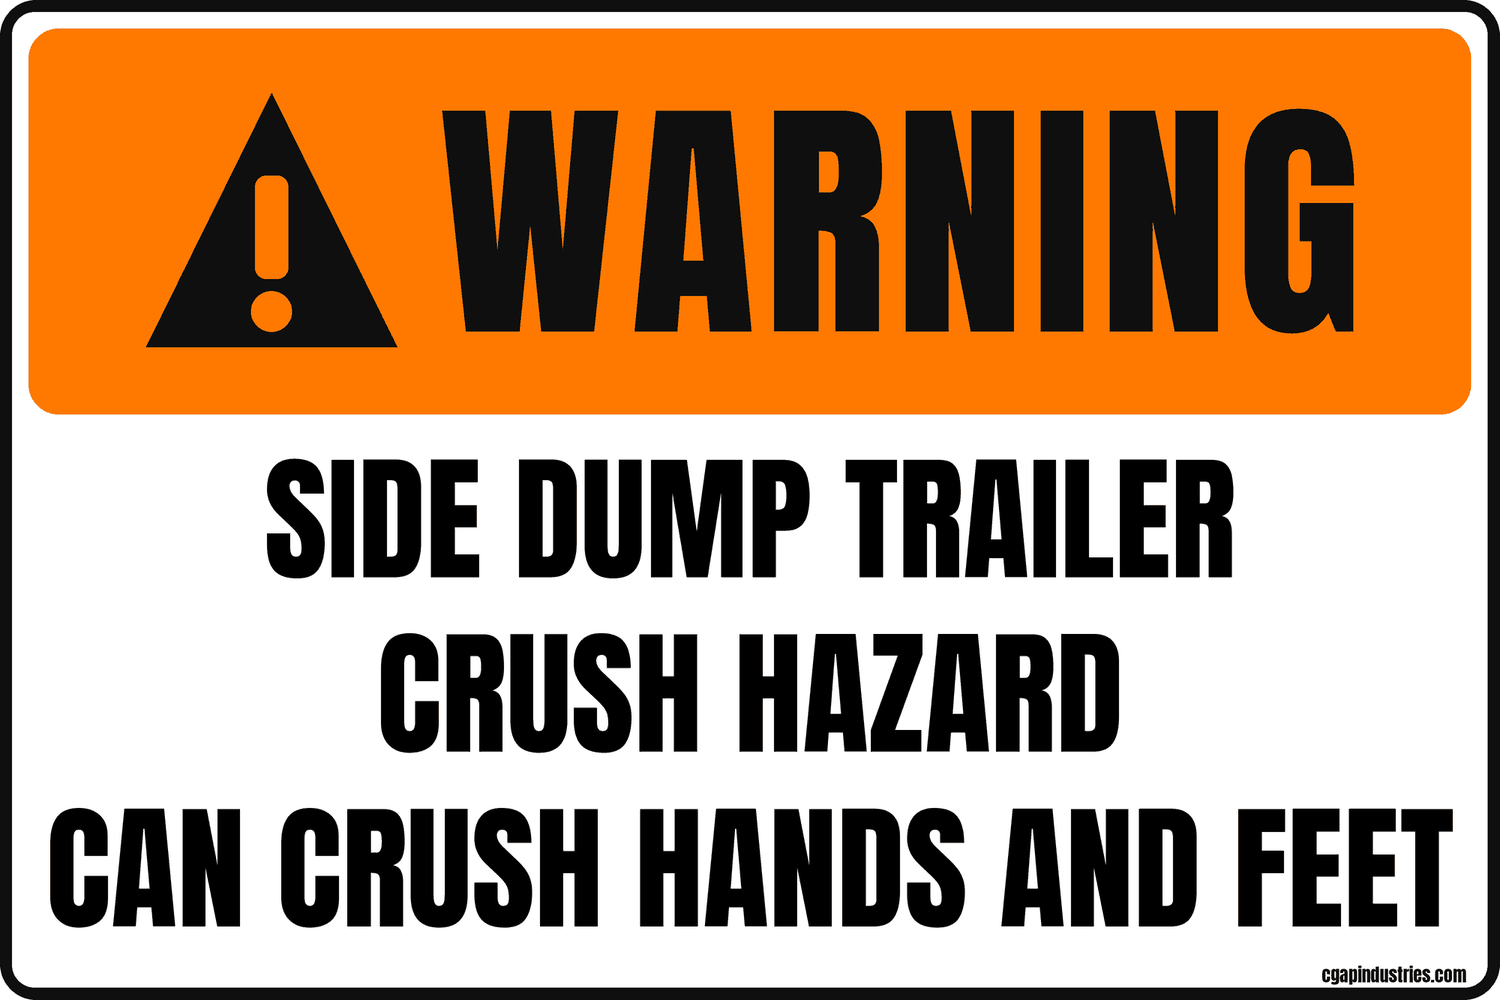 WARNING
SIDE DUMP TRAILER
CRUSH HAZARD
CAN CRUSH HANDS AND FEET
cgapindustries.com